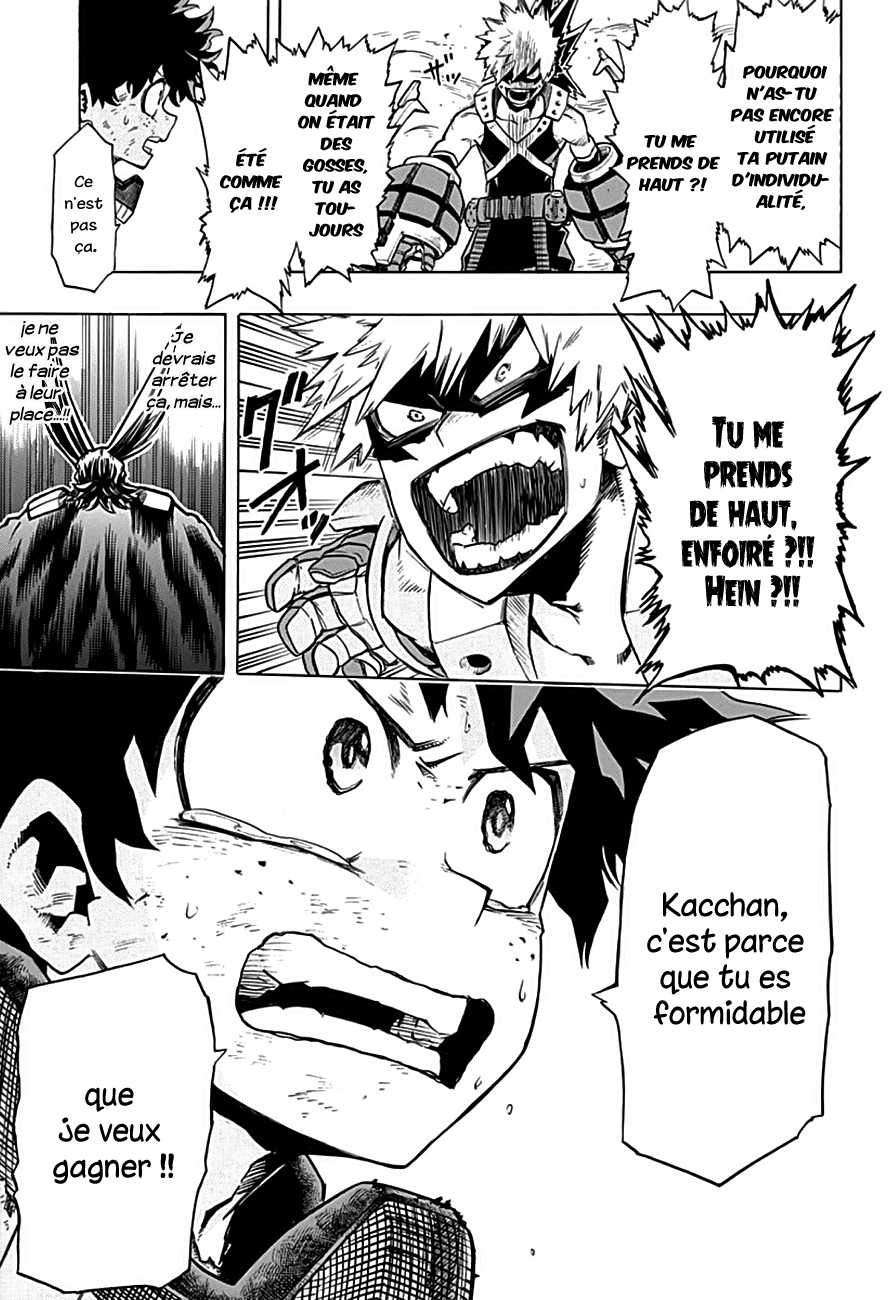 POURQUOI
N'AS-TU
PAS ENCORE
UTILISÉ
TA PUTAIN
D'INDIVIDU-
ALITÉ,
TU ME
PRENDS DE
HAUT ?!
MÊME
QUAND
ON ÉTAIT
DES
GOSSES,
TU AS
TOU-
JOURS
ÉTÉ
COMME
ÇA !!!
Ce
n'est
pas
ça.
TU ME
PRENDS
DE HAUT,
ENFOIRÉ ?!!
HEIN ?!!
Je
devrais
arrêter
ça, mais...
je ne
veux pas
le faire
à leur
place...!!
Kacchan,
c'est parce
que tu es
formidable
que
je veux
gagner !!